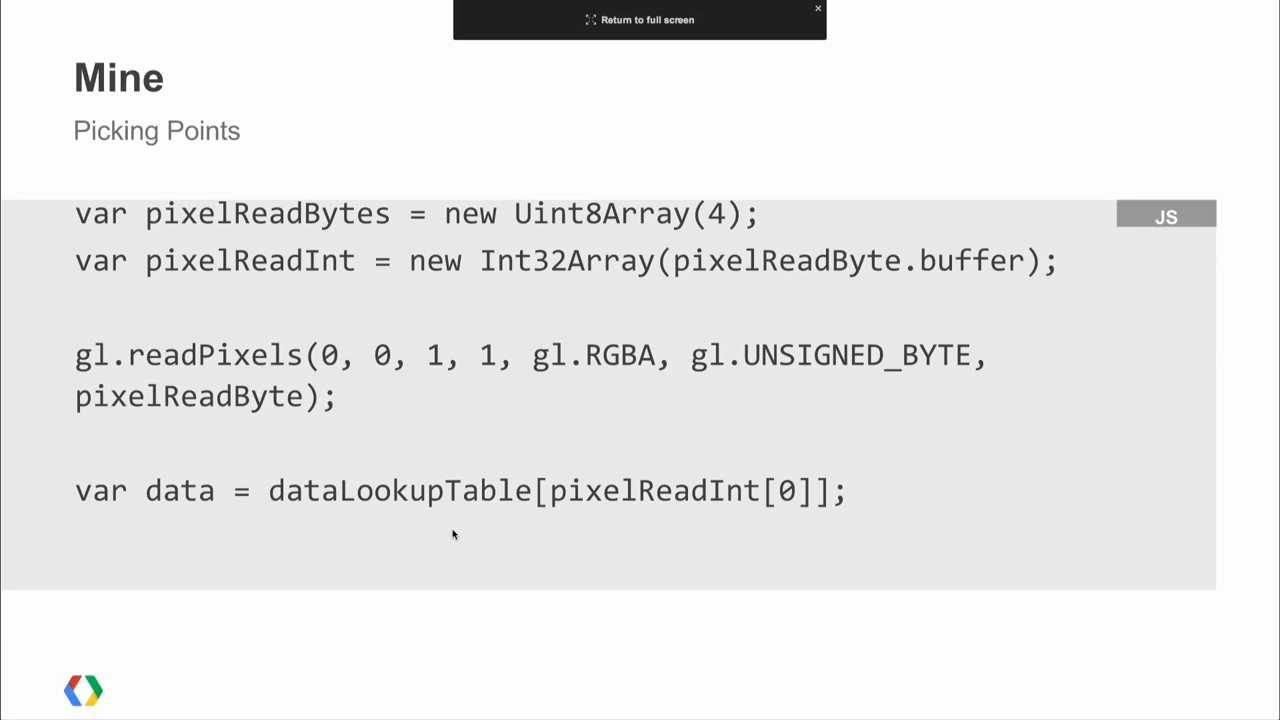 Return to full screen
Mine
Picking Points
var pixelReadBytes = new Uint8Array(4);
JS
var pixelReadInt = new Int32Array(pixelReadByte.buffer);
gl.readPixels(0, 0, 1, 1, gl.RGBA, gl.UNSIGNED_BYTE,
pixelReadByte);
var data = dataLookupTable[pixelReadInt[0]];